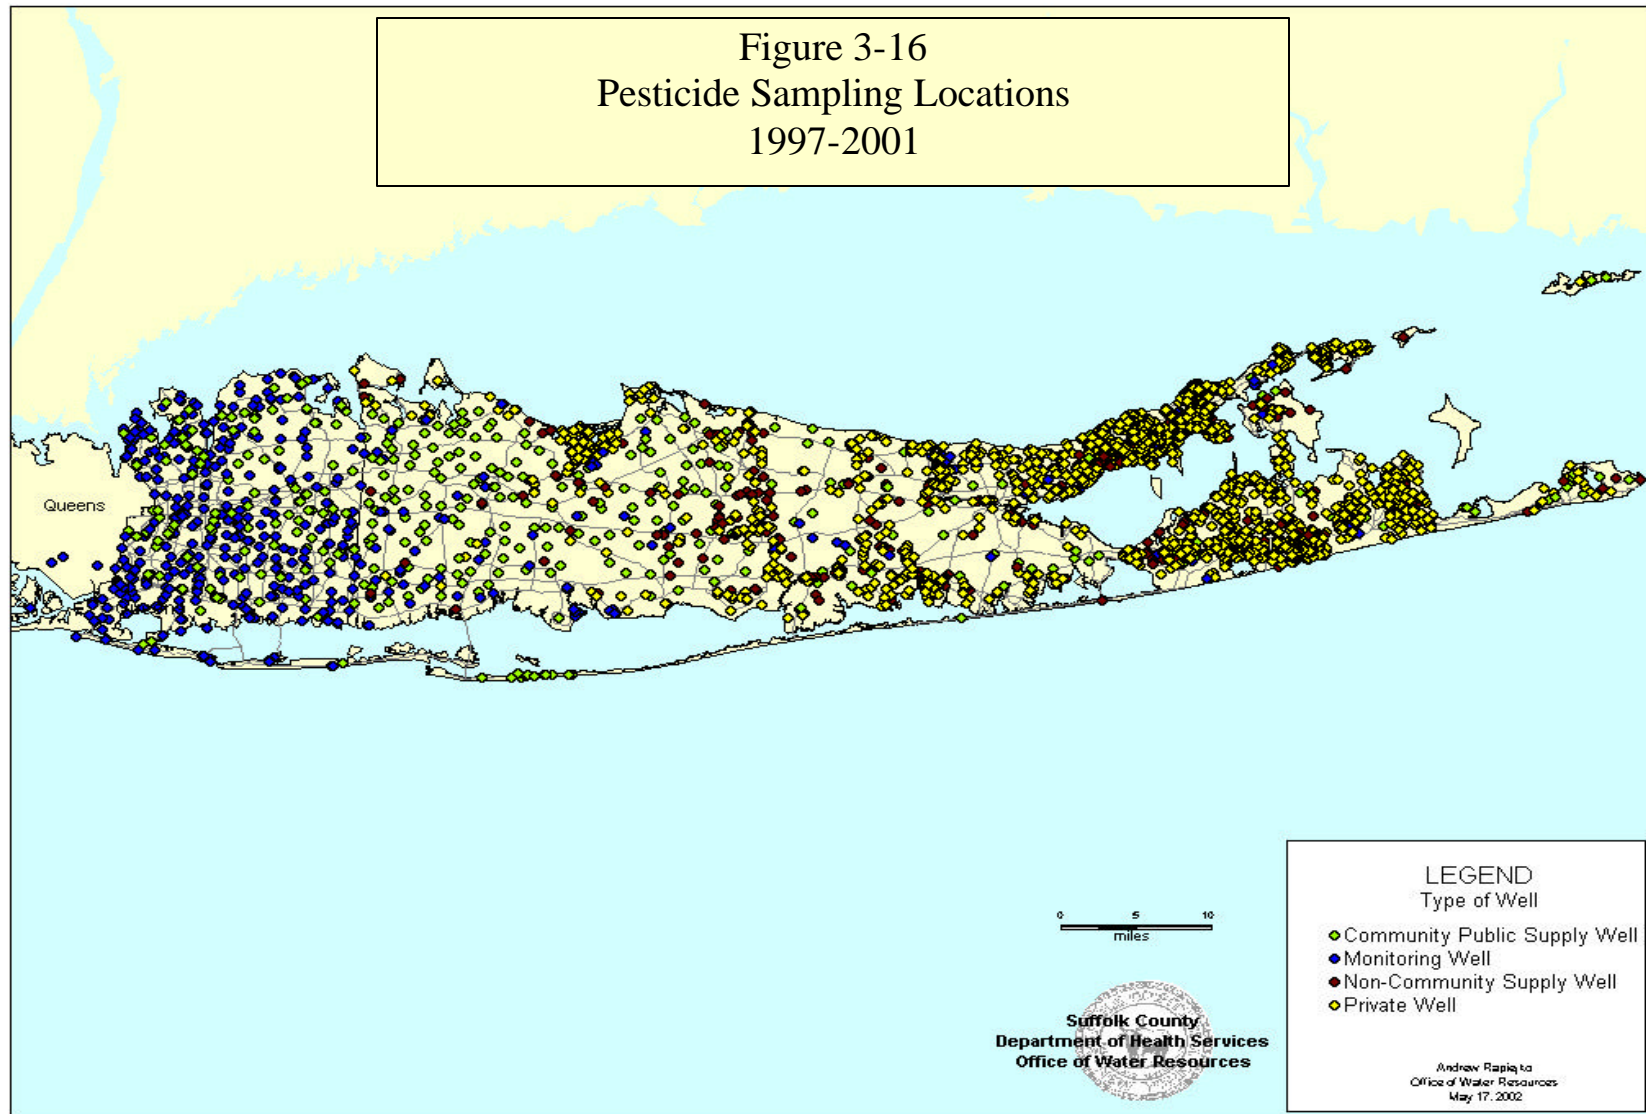 Figure 3-16
Pesticide Sampling Locations
1997-2001
Queens
0 5 10
miles
Suffolk County
Department of Health Services
Office of Water Resources
LEGEND
Type of Well
Community Public Supply Well
Monitoring Well
Non-Community Supply Well
Private Well
Andrew Rapiejko
Office of Water Resources
May 17, 2002